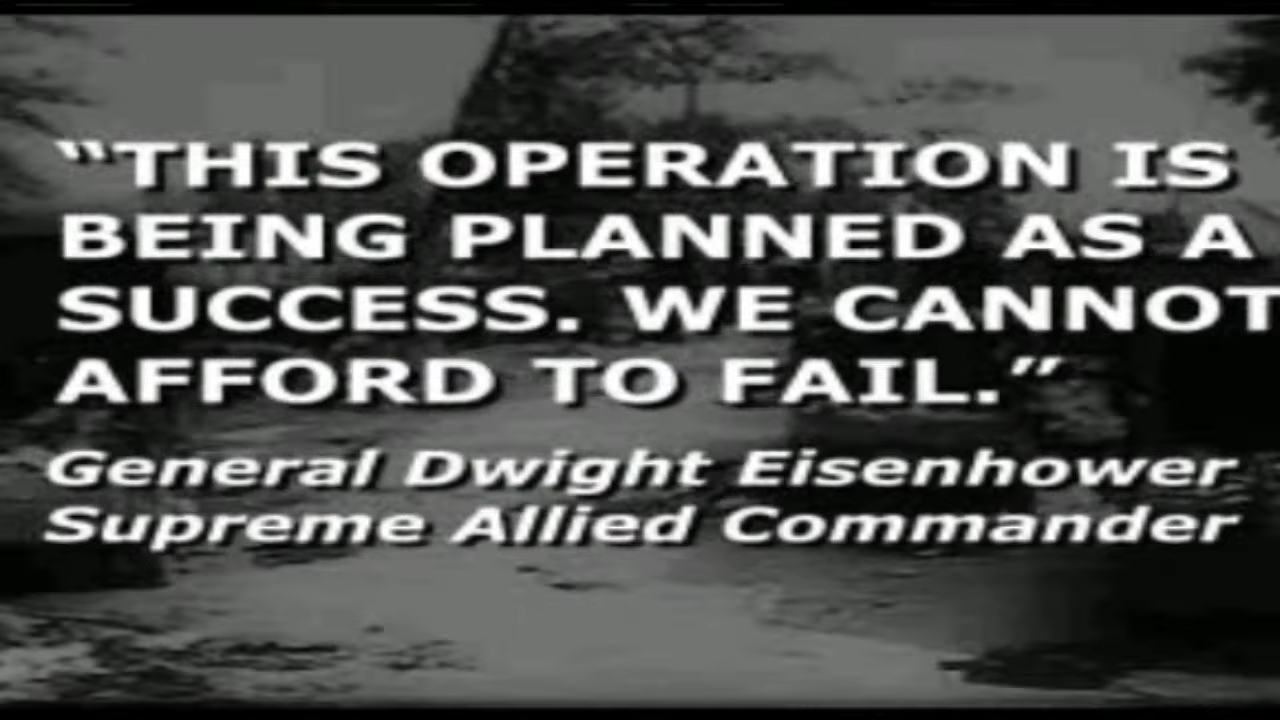 “THIS OPERATION IS
BEING PLANNED AS A
SUCCESS. WE CANNOT
AFFORD TO FAIL.”
General Dwight Eisenhower
Supreme Allied Commander